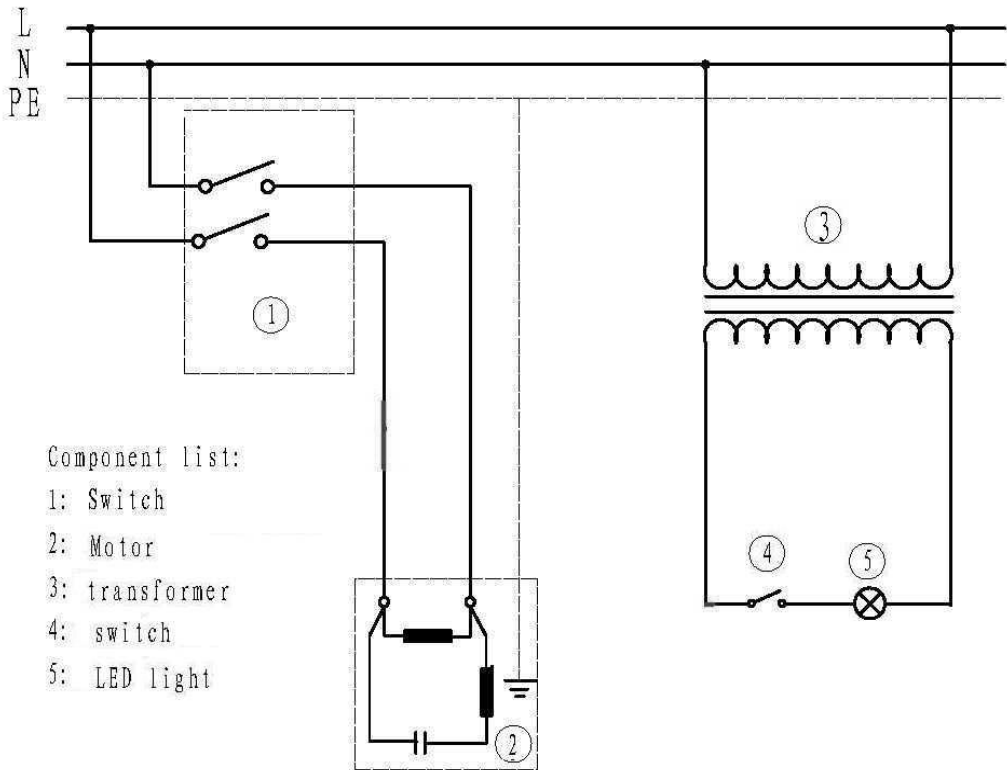 L
N
PE
3
1
Component list:
1: Switch
2: Motor
3: transformer
4: switch
5: LED light
4
5
2